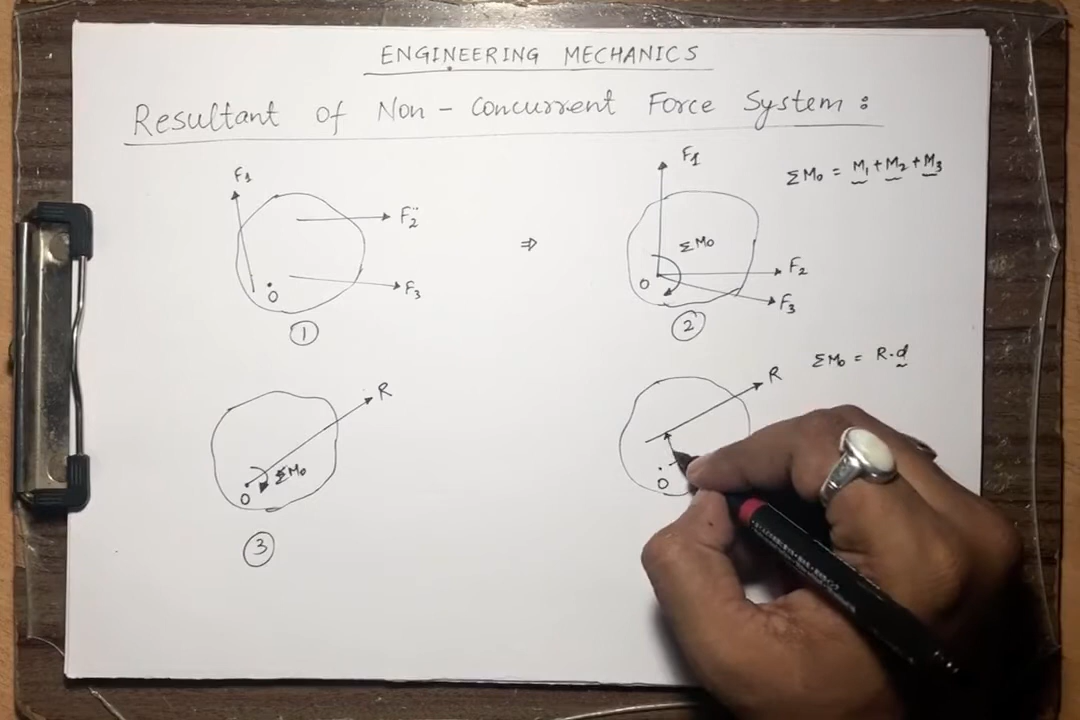 ENGINEERING MECHANICS
Resultant of Non-Concurrent Force System:
F1
F2
F3
O
1
⇒
F1
ΣMo
O
F2
F3
2
ΣMo = M1 + M2 + M3
R
ΣMo
O
3
R
O
ΣMo = R·d